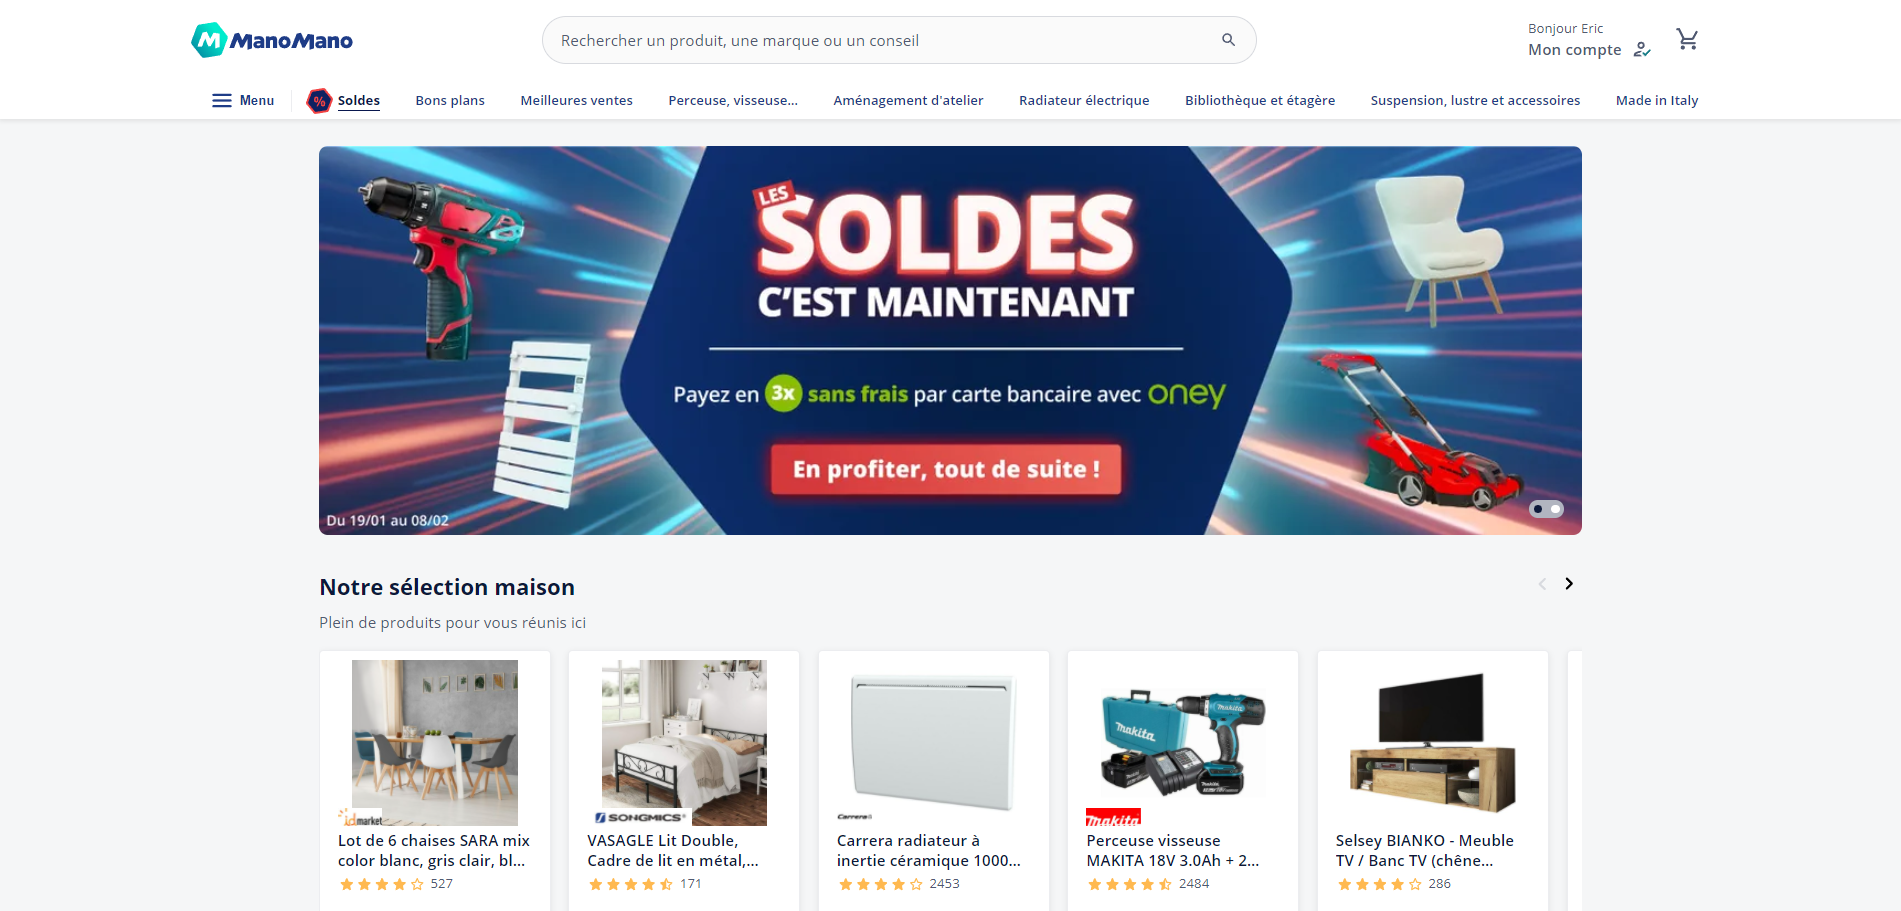 ManoMano
Rechercher un produit, une marque ou un conseil
Bonjour Eric
Mon compte
Menu
%
Soldes
Bons plans
Meilleures ventes
Perceuse, visseuse...
Aménagement d'atelier
Radiateur électrique
Bibliothèque et étagère
Suspension, lustre et accessoires
Made in Italy
LES
SOLDES
C'EST MAINTENANT
Payez en 3x sans frais par carte bancaire avec oney
En profiter, tout de suite !
Du 19/01 au 08/02
Notre sélection maison
Plein de produits pour vous réunis ici
idmarket
Lot de 6 chaises SARA mix
color blanc, gris clair, bl...
527
SONGMICS
VASAGLE Lit Double,
Cadre de lit en métal,...
171
Carrera
Carrera radiateur à
inertie céramique 1000...
2453
makita
makita
makita
Perceuse visseuse
MAKITA 18V 3.0Ah + 2...
2484
Selsey BIANKO - Meuble
TV / Banc TV (chêne...
286